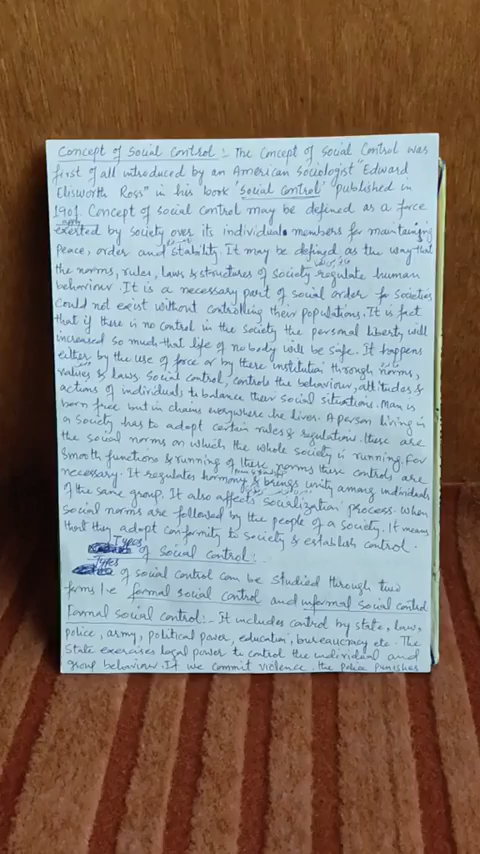 Concept of Social Control :- The Concept of Social Control was
first of all introduced by an American Sociologist "Edward
Elisworth Ross" in his book 'Social Control' published in
1901. Concept of social control may be defined as a force
exerted by society over its individual members for maintaining
Peace, order and stability. It may be defined as the way that
the norms, rules, laws & structures of society regulate human
behaviour. It is a necessary part of social order for societies
could not exist without controlling their populations. It is fact
that if there is no control in the society the personal liberty will
increased so much that life of nobody will be safe. It happens
either by the use of force or by these institution through norms,
values & laws. Social control, control the behaviour, attitudes &
actions of individuals to balance their social situations. Man is
born free but in chains everywhere he lives. A person living in
a Society has to adopt certain rules & regulations. these are
the social norms on which the whole society is running. For
smooth functions & running of these norms these controls are
necessary. It regulates harmony & brings unity among individuals
of the same group. It also affects socialization process. When
social norms are followed by the people of a society. It means
that they adopt conformity to society & establish control.
Types of Social Control :
Types of social control can be studied through two
forms i.e formal social control and informal social control
Formal social control :- It includes control by state, law,
police, army, political power, education, bureaucracy etc. The
State exercises legal power to control the individual and
group behaviour. If we commit violence, the police punishes